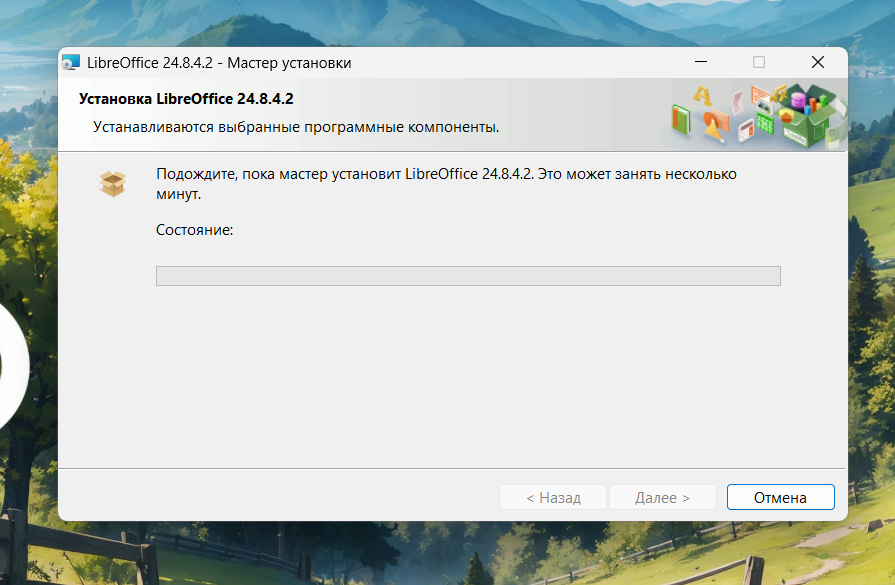 LibreOffice 24.8.4.2 - Мастер установки
Установка LibreOffice 24.8.4.2
Устанавливаются выбранные программные компоненты.
Подождите, пока мастер установит LibreOffice 24.8.4.2. Это может занять несколько
минут.
Состояние:
< Назад
Далее >
Отмена